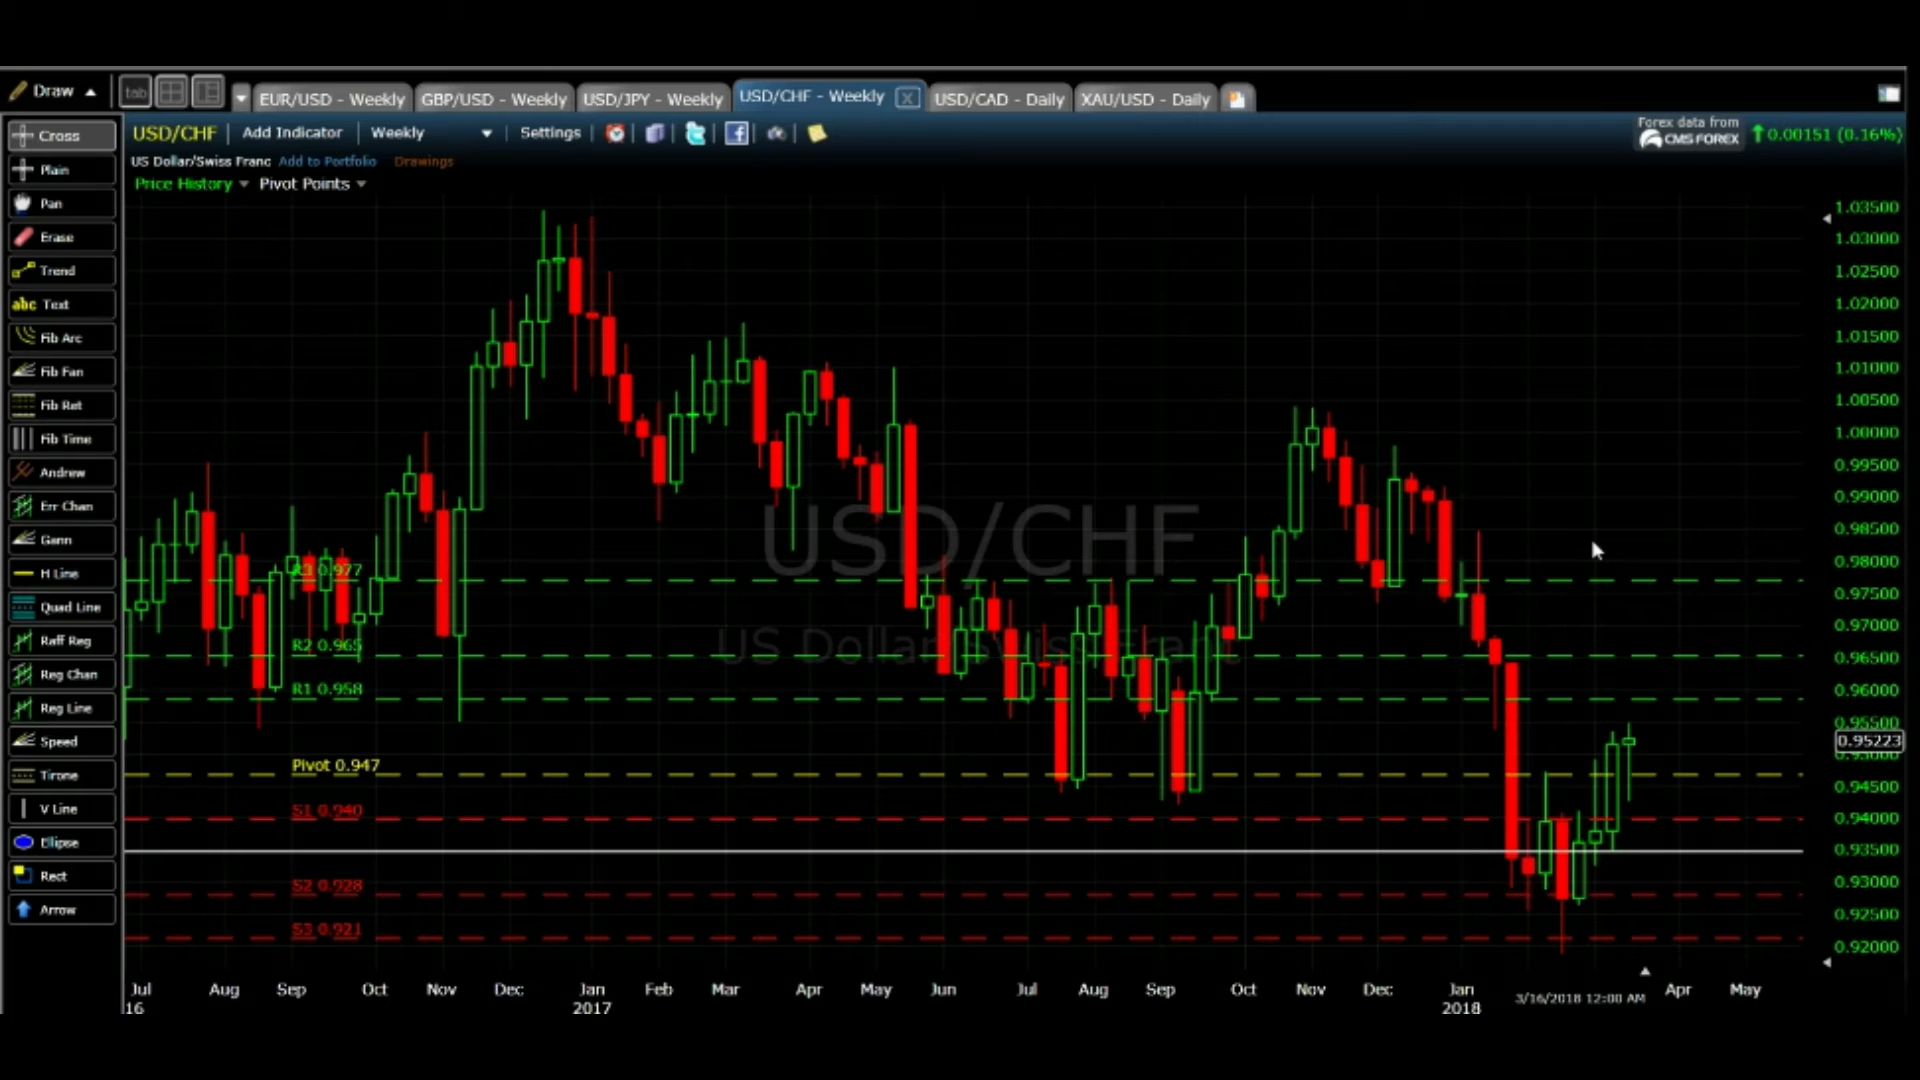 Draw
tab
EUR/USD - Weekly
GBP/USD - Weekly
USD/JPY - Weekly
USD/CHF - Weekly
USD/CAD - Daily
XAU/USD - Daily
USD/CHF
Add Indicator
Weekly
Settings
Forex data from
CMS FOREX
0.00151 (0.16%)
US Dollar/Swiss Franc
Add to Portfolio
Drawings
Price History
Pivot Points
Cross
Plain
Pan
Erase
Trend
abc Text
Fib Arc
Fib Fan
Fib Ret
Fib Time
Andrew
Err Chan
Gann
H Line
Quad Line
Raff Reg
Reg Chan
Reg Line
Speed
Tirone
V Line
Ellipse
Rect
Arrow
USD/CHF
US Dollar/Swiss Franc
R3 0.977
R2 0.965
R1 0.958
Pivot 0.947
S1 0.940
S2 0.928
S3 0.921
1.03500
1.03000
1.02500
1.02000
1.01500
1.01000
1.00500
1.00000
0.99500
0.99000
0.98500
0.98000
0.97500
0.97000
0.96500
0.96000
0.95500
0.95223
0.95000
0.94500
0.94000
0.93500
0.93000
0.92500
0.92000
Jul Aug Sep Oct Nov Dec Jan Feb Mar Apr May Jun Jul Aug Sep Oct Nov Dec Jan 3/16/2018 12:00 AM Apr May
16 2017 2018